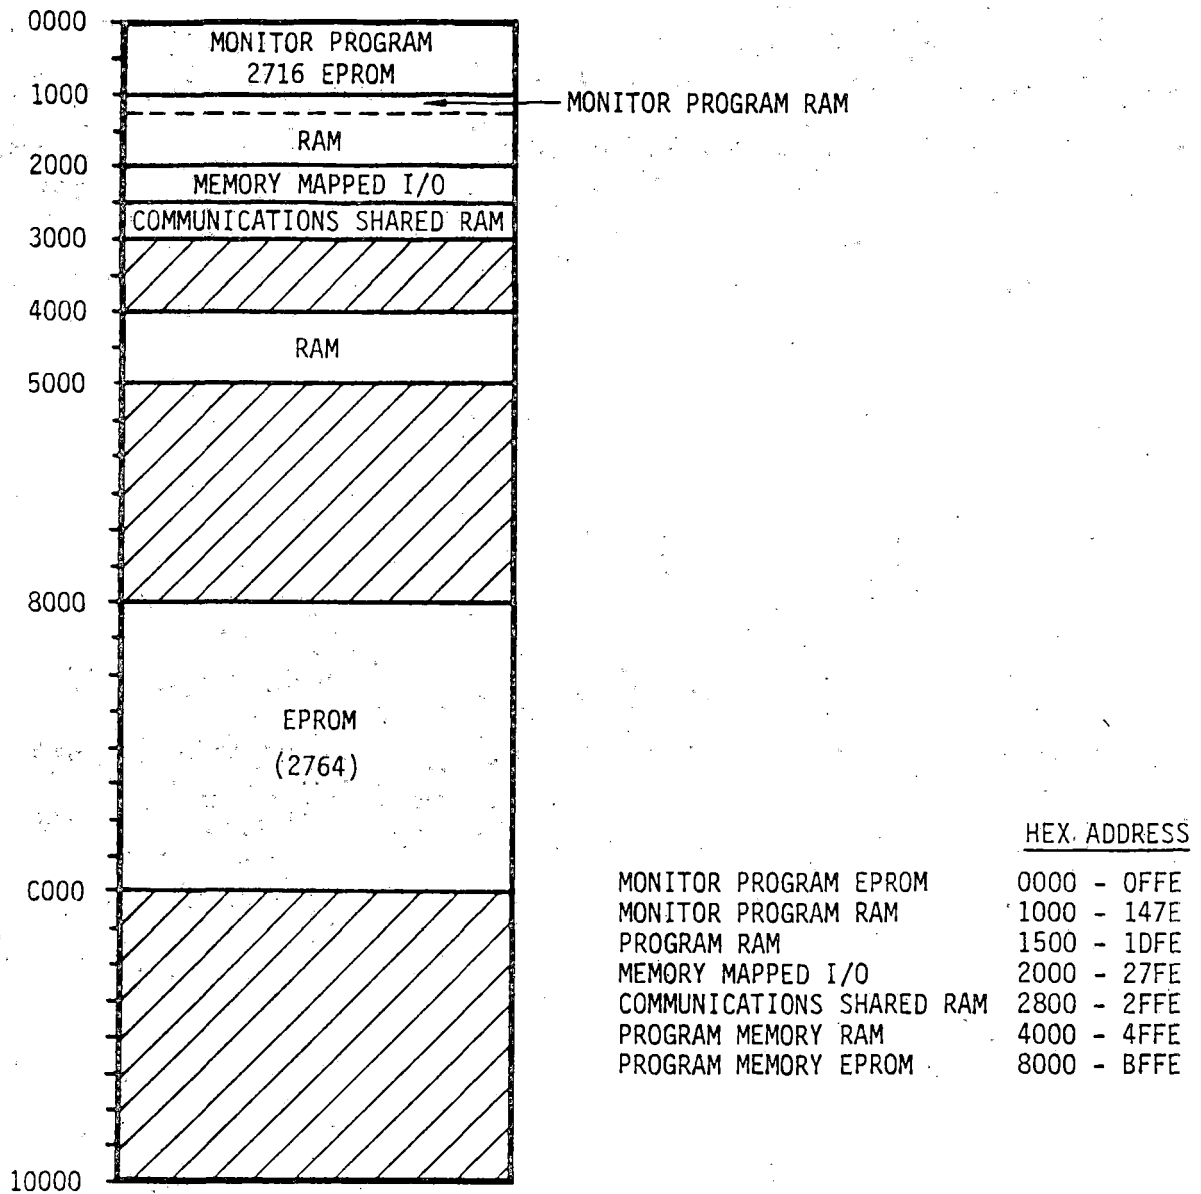 0000
MONITOR PROGRAM
2716 EPROM
1000
MONITOR PROGRAM RAM
RAM
2000
MEMORY MAPPED I/O
COMMUNICATIONS SHARED RAM
3000
4000
RAM
5000
8000
EPROM
(2764)
C000
10000
HEX ADDRESS
MONITOR PROGRAM EPROM 0000 - 0FFE
MONITOR PROGRAM RAM 1000 - 147E
PROGRAM RAM 1500 - 1DFE
MEMORY MAPPED I/O 2000 - 27FE
COMMUNICATIONS SHARED RAM 2800 - 2FFE
PROGRAM MEMORY RAM 4000 - 4FFE
PROGRAM MEMORY EPROM 8000 - BFFE